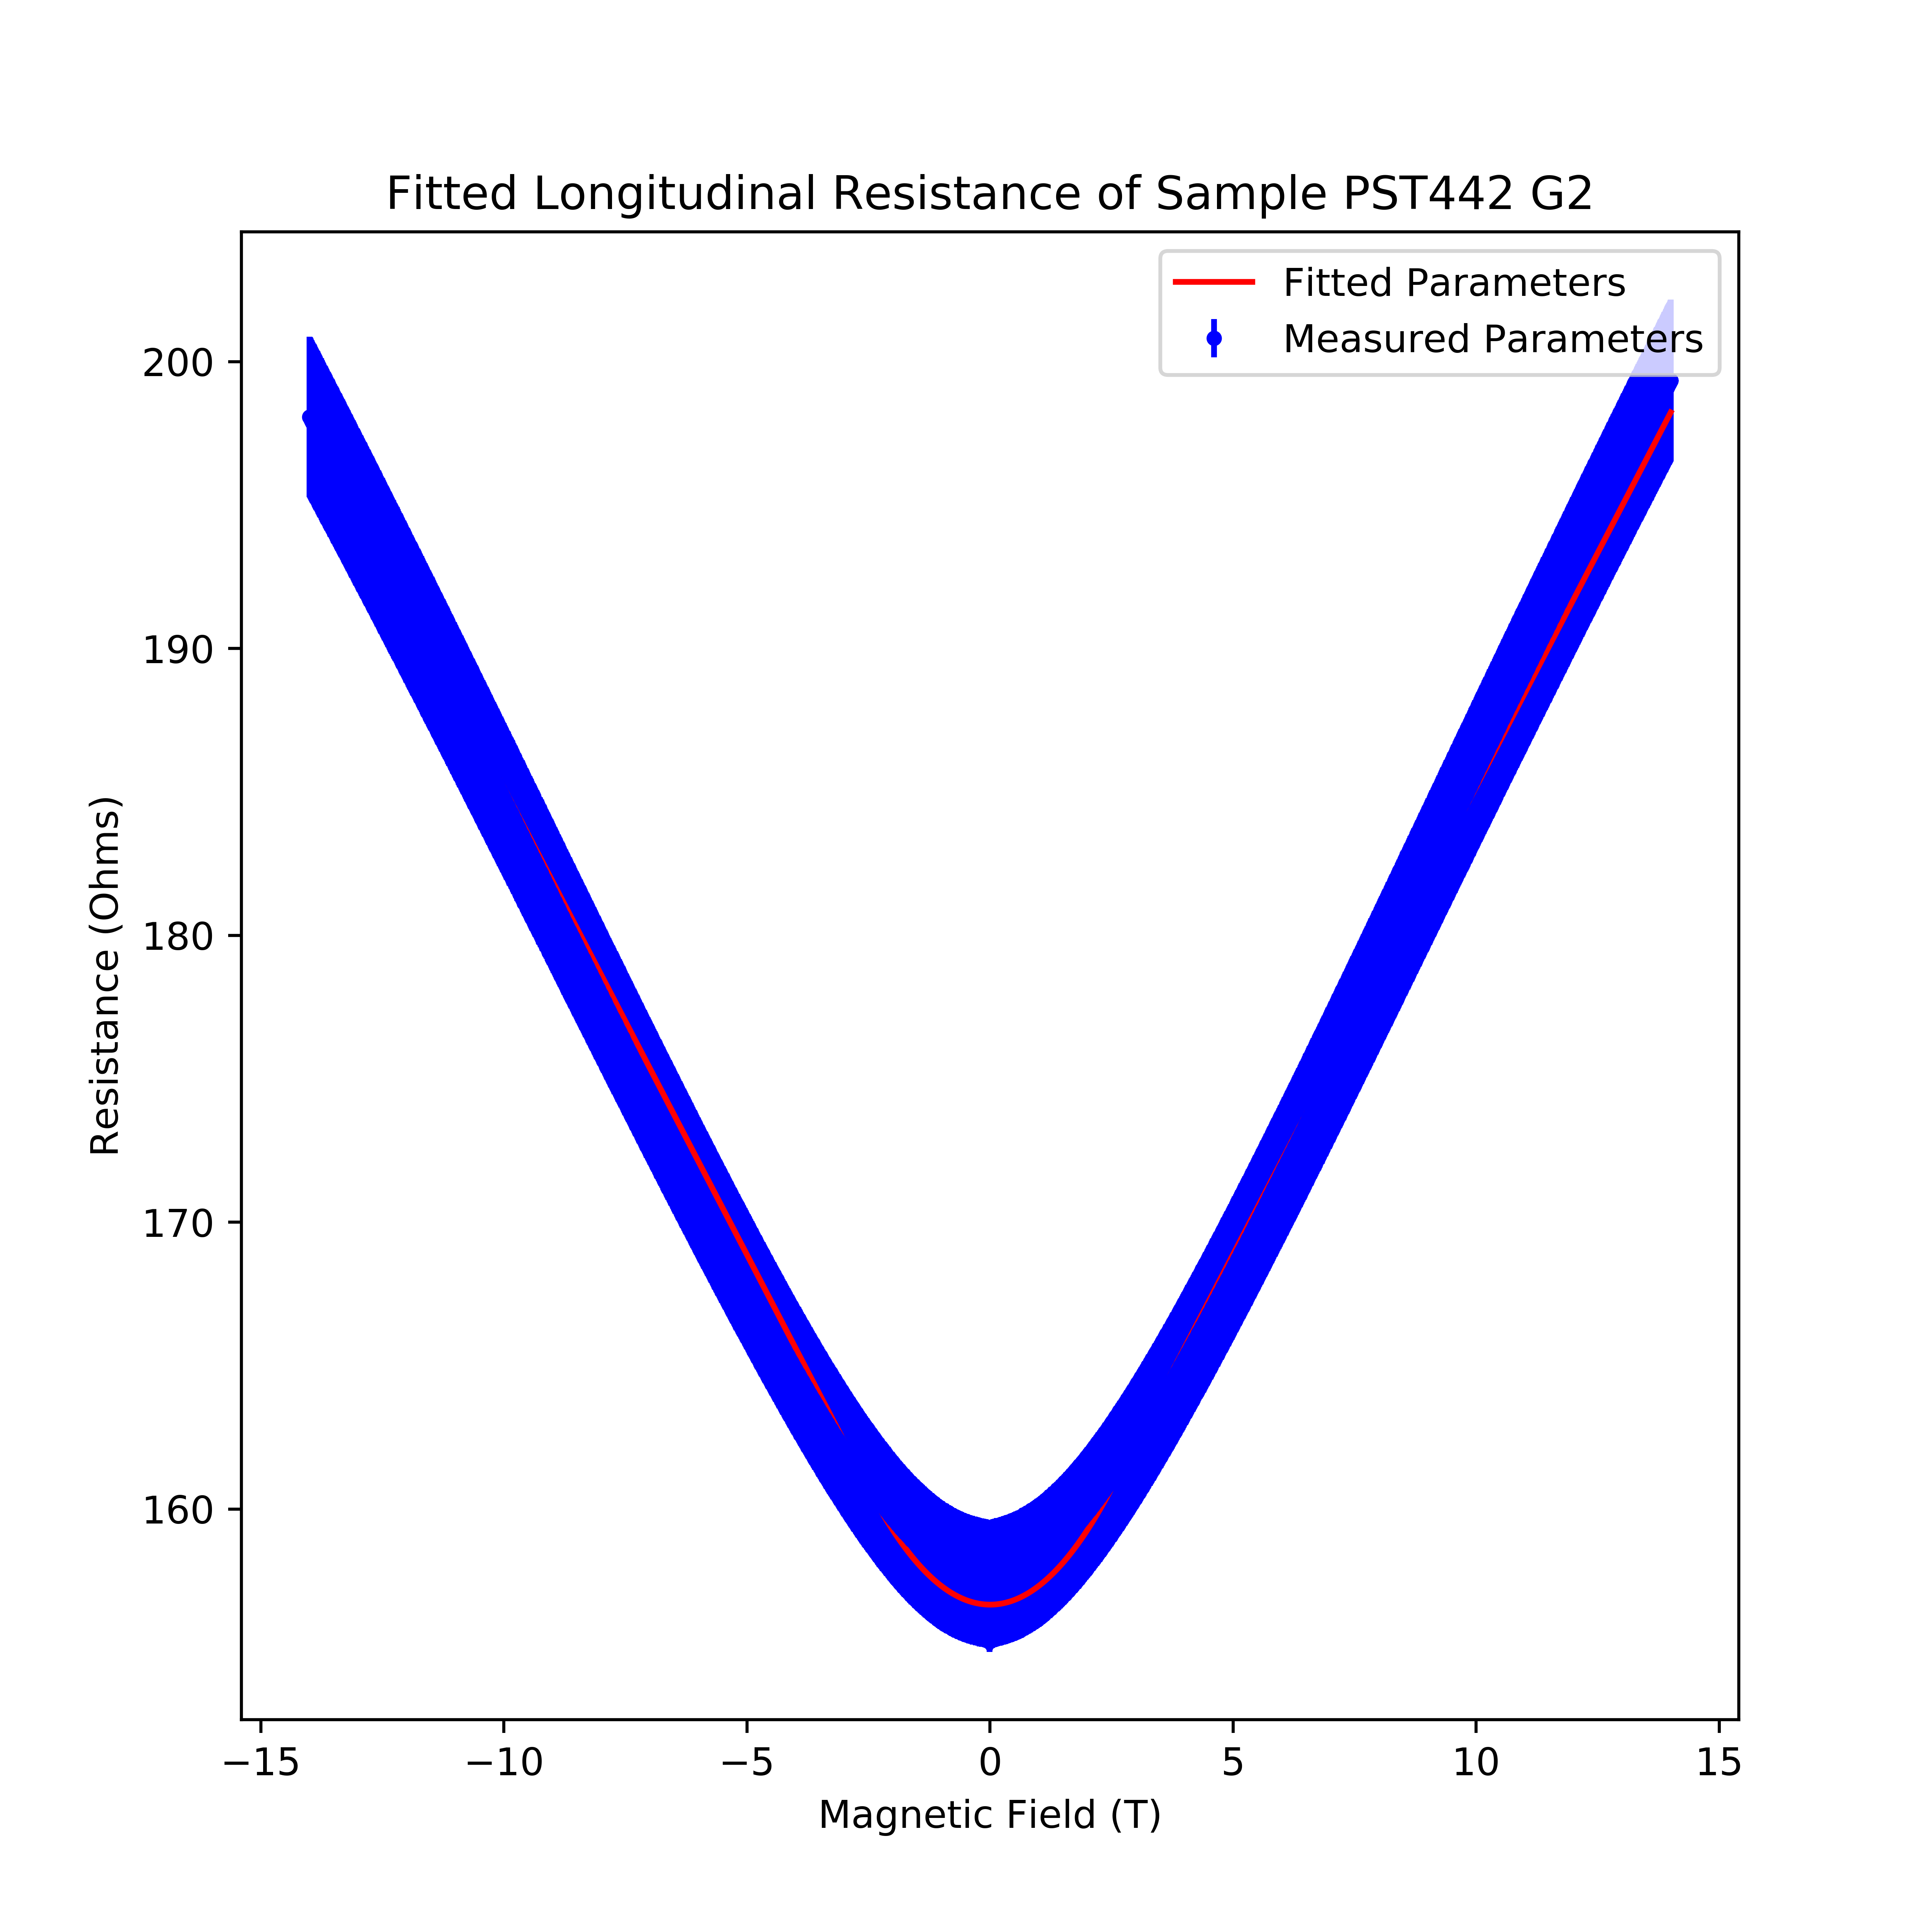 Fitted Longitudinal Resistance of Sample PST442 G2
Fitted Parameters
Measured Parameters
200
190
180
170
160
Resistance (Ohms)
−15 −10 −5 0 5 10 15
Magnetic Field (T)